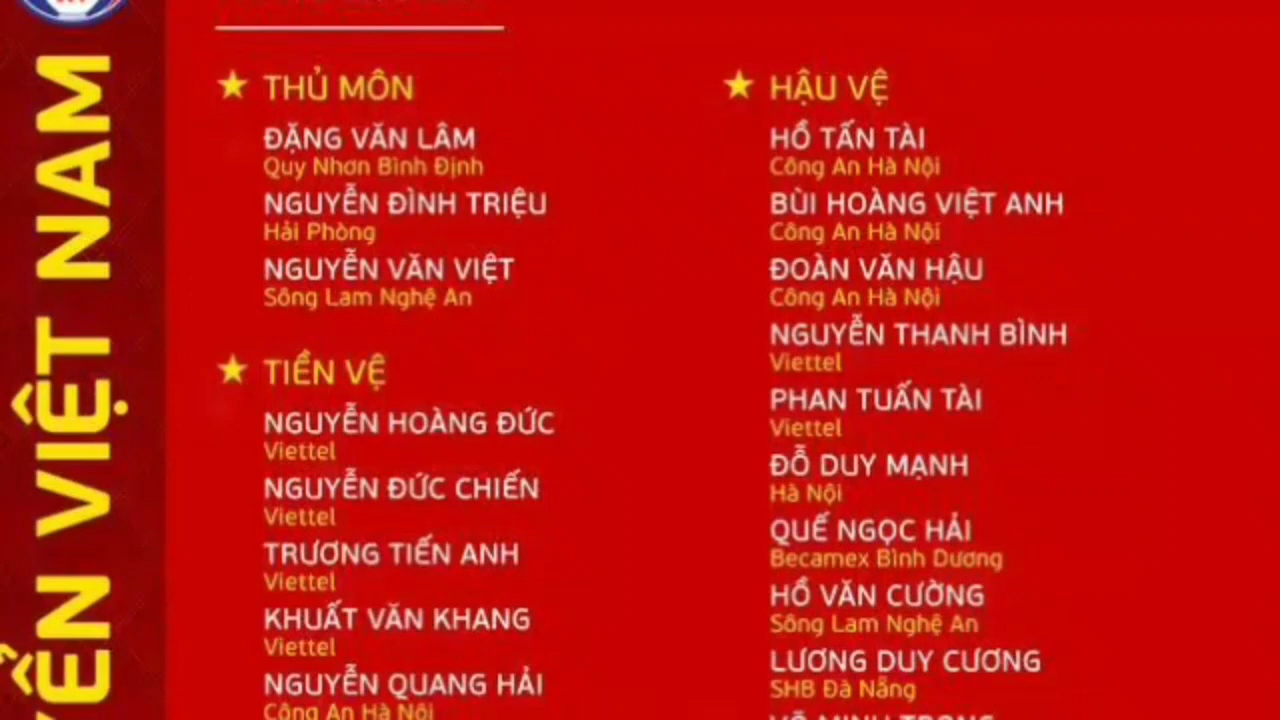 YỂN VIỆT NAM
THỦ MÔN
ĐẶNG VĂN LÂM
Quy Nhơn Bình Định
NGUYỄN ĐÌNH TRIỆU
Hải Phòng
NGUYỄN VĂN VIỆT
Sông Lam Nghệ An
TIỀN VỆ
NGUYỄN HOÀNG ĐỨC
Viettel
NGUYỄN ĐỨC CHIẾN
Viettel
TRƯƠNG TIẾN ANH
Viettel
KHUẤT VĂN KHANG
Viettel
NGUYỄN QUANG HẢI
Công An Hà Nội
HẬU VỆ
HỒ TẤN TÀI
Công An Hà Nội
BÙI HOÀNG VIỆT ANH
Công An Hà Nội
ĐOÀN VĂN HẬU
Công An Hà Nội
NGUYỄN THANH BÌNH
Viettel
PHAN TUẤN TÀI
Viettel
ĐỖ DUY MẠNH
Hà Nội
QUẾ NGỌC HẢI
Becamex Bình Dương
HỒ VĂN CƯỜNG
Sông Lam Nghệ An
LƯƠNG DUY CƯƠNG
SHB Đà Nẵng
VÕ MINH TRỌNG